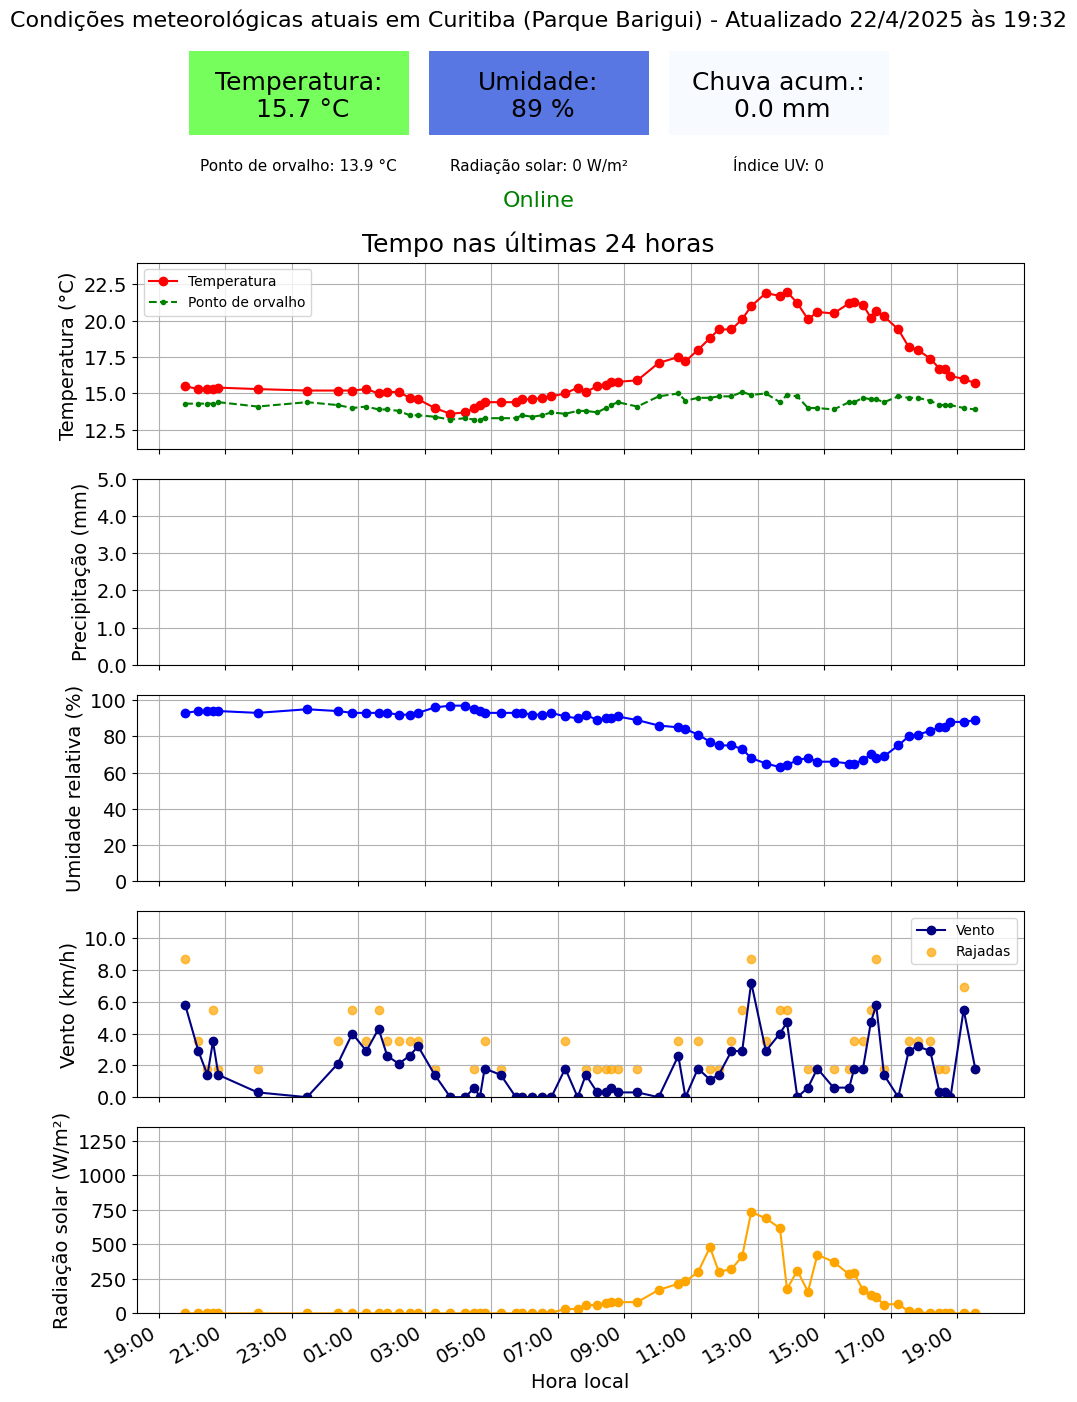 Condições meteorológicas atuais em Curitiba (Parque Barigui) - Atualizado 22/4/2025 às 19:32
Temperatura:
15.7 °C
Umidade:
89 %
Chuva acum.:
0.0 mm
Ponto de orvalho: 13.9 °C
Radiação solar: 0 W/m²
Índice UV: 0
Online
Tempo nas últimas 24 horas
Temperatura (°C)
22.5
20.0
17.5
15.0
12.5
Temperatura
Ponto de orvalho
Precipitação (mm)
5.0
4.0
3.0
2.0
1.0
0.0
Umidade relativa (%)
100
80
60
40
20
0
Vento (km/h)
10.0
8.0
6.0
4.0
2.0
0.0
Vento
Rajadas
Radiação solar (W/m²)
1250
1000
750
500
250
0
19:00
21:00
23:00
01:00
03:00
05:00
07:00
09:00
11:00
13:00
15:00
17:00
19:00
Hora local